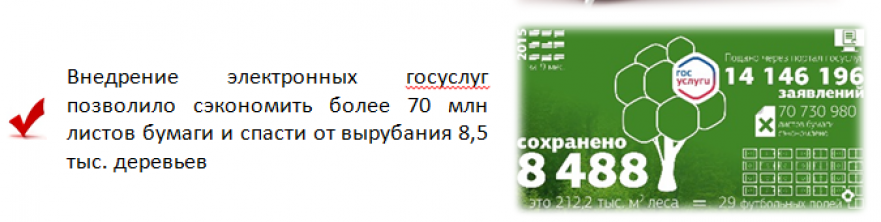 Внедрение электронных госуслуг
позволило сэкономить более 70 млн
листов бумаги и спасти от вырубания 8,5
тыс. деревьев
2015
за 9 мес.
Подано через портал госуслуг
14 146 196
заявлений
гос
услуги
70 730 980
листов бумаги
сэкономлено
сохранено
8 488
это 212,2 тыс. м² леса = 29 футбольных полей